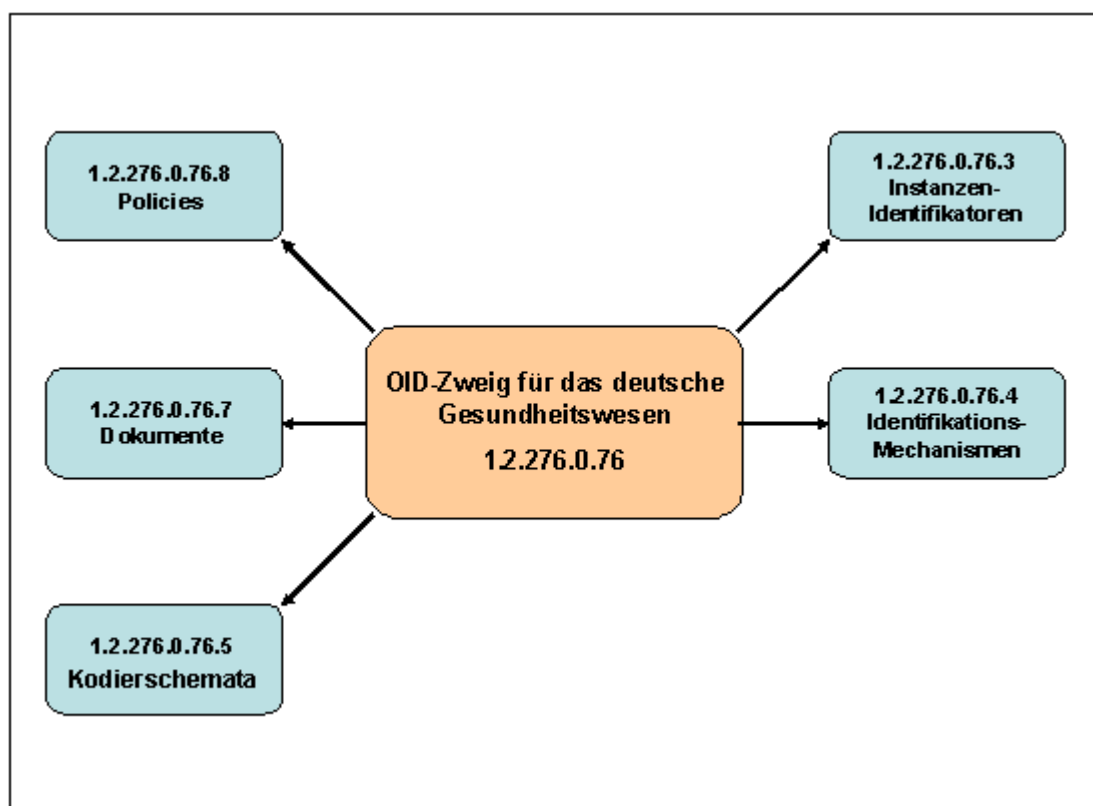 1.2.276.0.76.8
Policies
1.2.276.0.76.3
Instanzen-
Identifikatoren
OID-Zweig für das deutsche
Gesundheitswesen
1.2.276.0.76
1.2.276.0.76.7
Dokumente
1.2.276.0.76.4
Identifikations-
Mechanismen
1.2.276.0.76.5
Kodierschemata